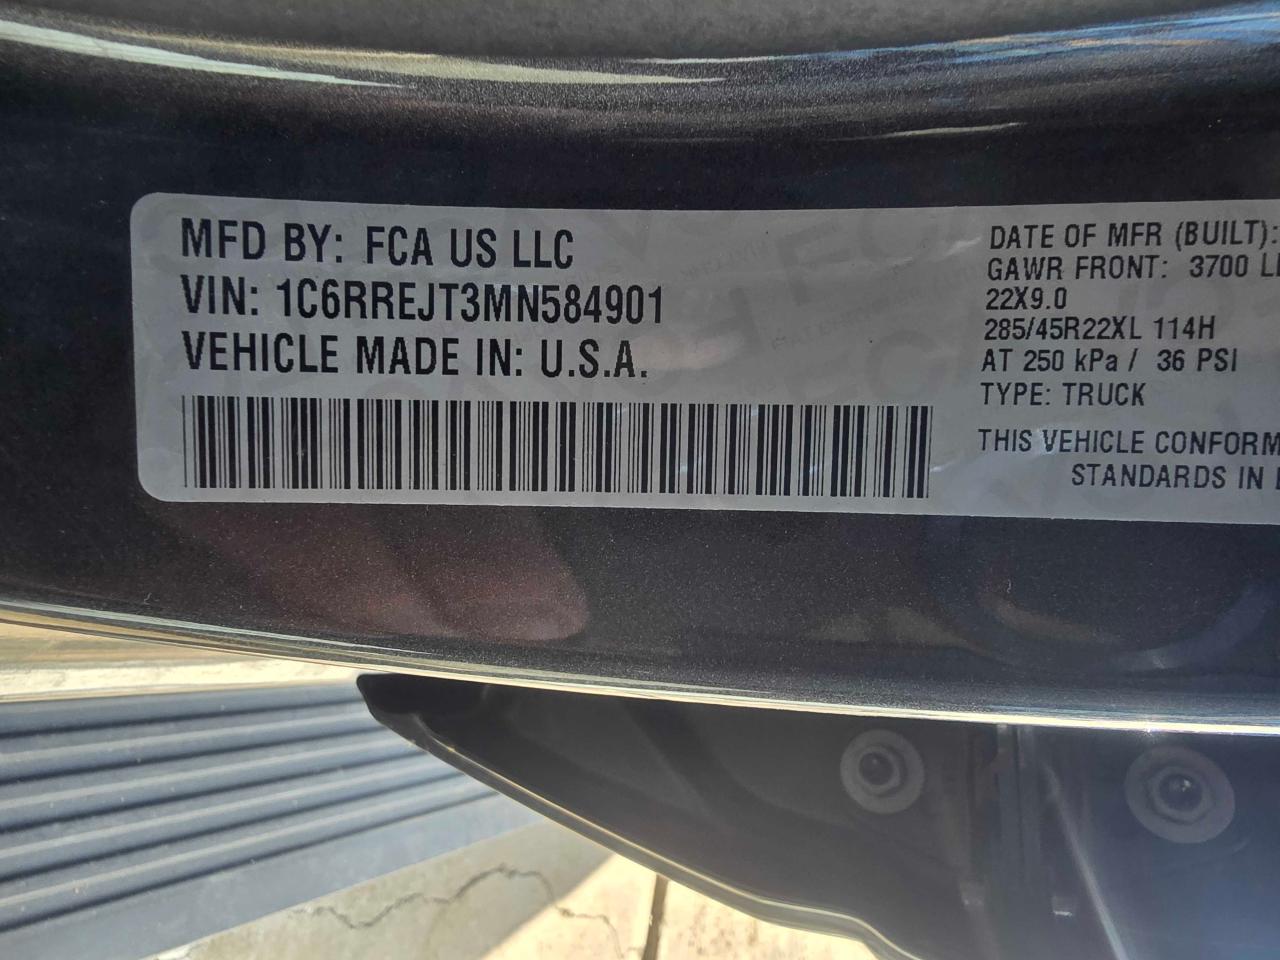 MFD BY: FCA US LLC
VIN: 1C6RREJT3MN584901
VEHICLE MADE IN: U.S.A.
DATE OF MFR (BUILT):
GAWR FRONT: 3700
22X9.0
285/45R22XL 114H
AT 250 kPa / 36 PSI
TYPE: TRUCK
THIS VEHICLE CONFORM
STANDARDS IN